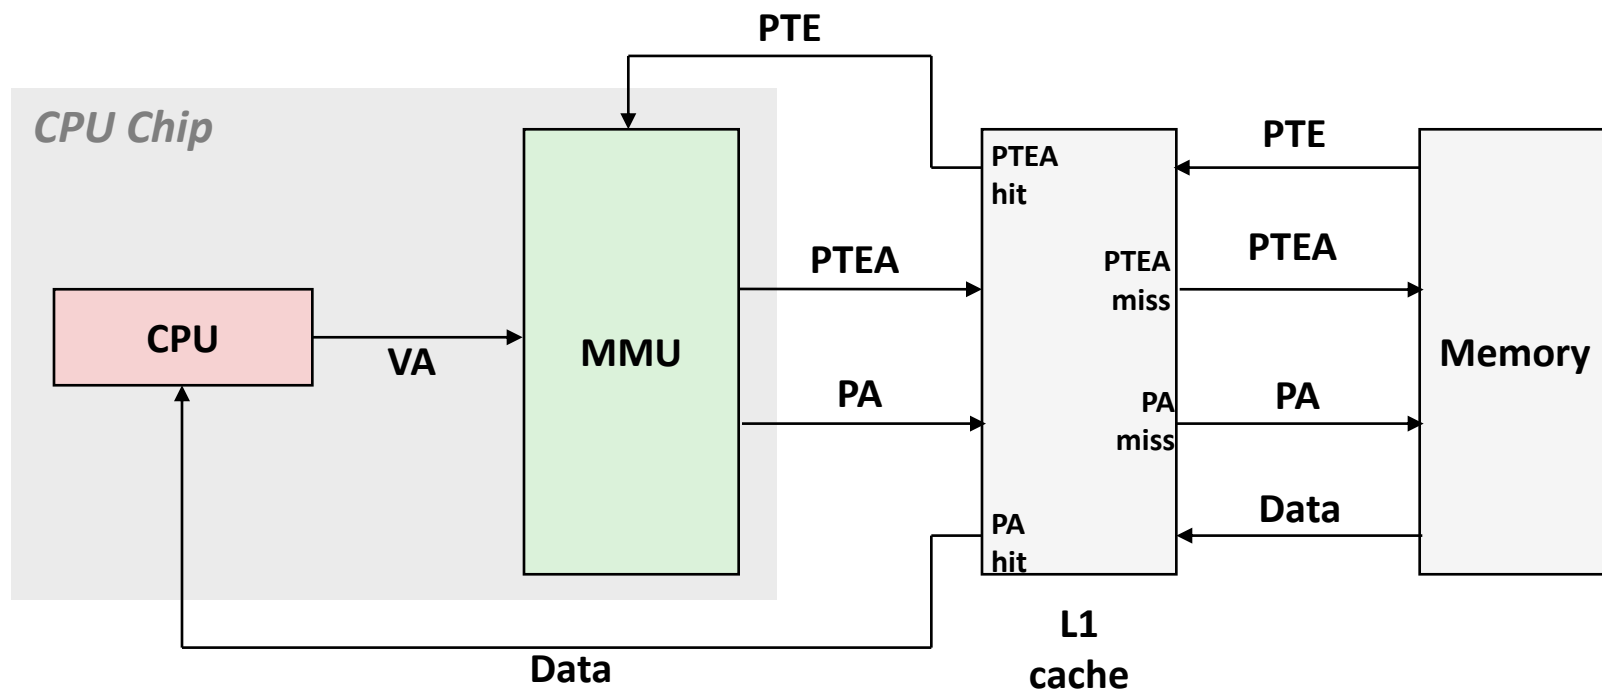 PTE
CPU Chip
PTEA
hit
PTE
PTEA
PTEA
miss
PTEA
CPU
VA
MMU
Memory
PA
PA
miss
PA
PA
hit
Data
Data
L1
cache